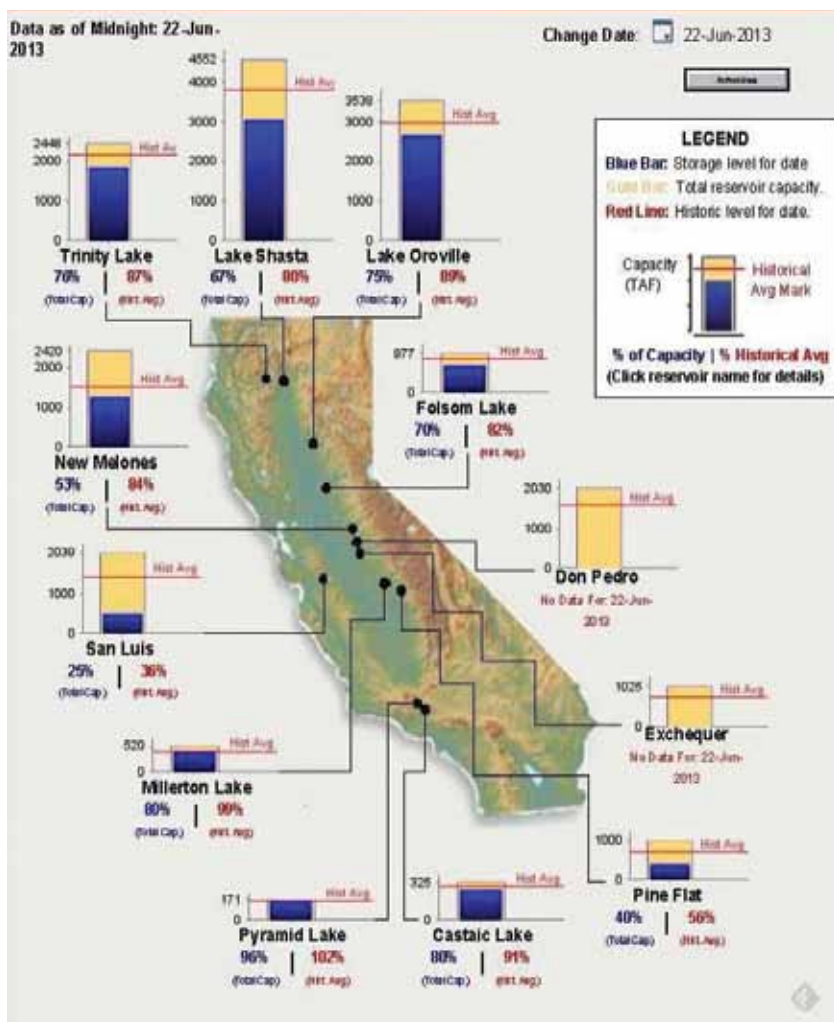 Data as of Midnight: 22-Jun-
2013
Change Date: 22-Jun-2013
4552
4000
3000
2000
1000
0
Hist Avg
Lake Shasta
67% | 80%
(Total Cap.) (Hist. Avg.)
3538
3000
2000
1000
0
Hist Avg
Lake Oroville
75% | 89%
(Total Cap.) (Hist. Avg.)
2448
2000
1000
0
Hist Av
Trinity Lake
76% | 87%
(Total Cap.) (Hist. Avg.)
LEGEND
Blue Bar: Storage level for date
Gold Bar: Total reservoir capacity.
Red Line: Historic level for date.
Capacity
(TAF)
Historical
Avg Mark
% of Capacity | % Historical Avg
(Click reservoir name for details)
2420
2000
1000
0
Hist Avg
New Melones
53% | 84%
(Total Cap.) (Hist. Avg.)
977
0
Hist Avg
Folsom Lake
70% | 82%
(Total Cap.) (Hist. Avg.)
2030
1000
0
Hist Avg
Don Pedro
No Data For: 22-Jun-
2013
2039
1000
0
Hist Avg
San Luis
25% | 36%
(Total Cap.) (Hist. Avg.)
1025
0
Hist Avg
Exchequer
No Data For: 22-Jun-
2013
520
0
Hist Avg
Millerton Lake
80% | 99%
(Total Cap.) (Hist. Avg.)
1000
0
Hist Avg
Pine Flat
40% | 56%
(Total Cap.) (Hist. Avg.)
171
0
Hist Avg
Pyramid Lake
96% | 102%
(Total Cap.) (Hist. Avg.)
325
0
Hist Avg
Castaic Lake
80% | 91%
(Total Cap.) (Hist. Avg.)